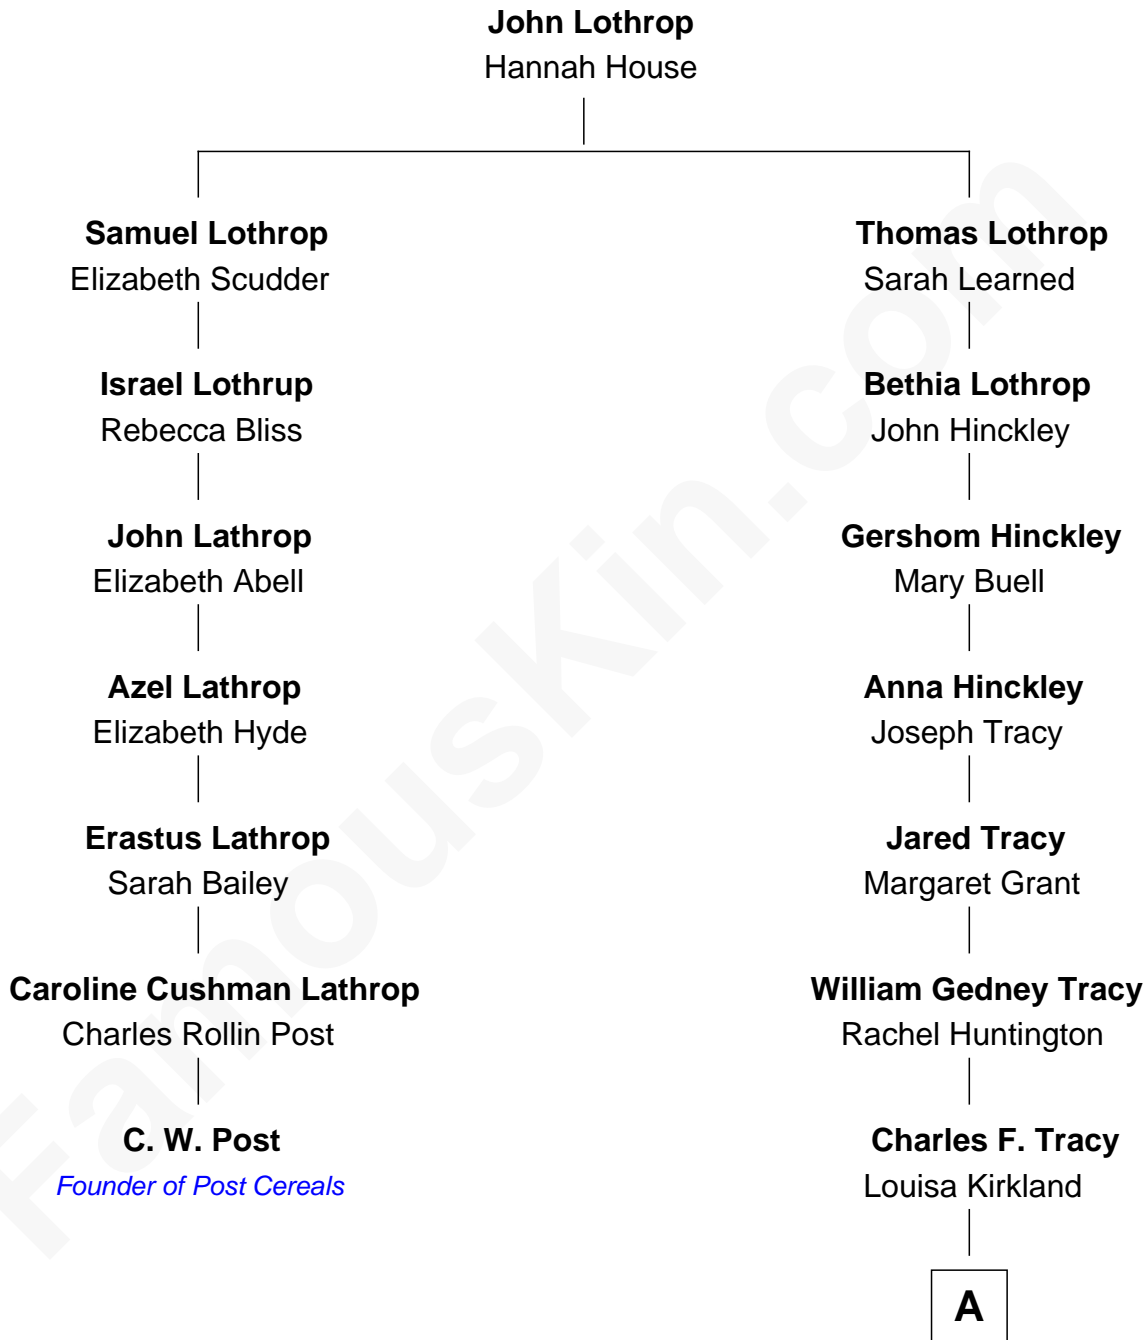 John Lothrop
Hannah House
Samuel Lothrop
Elizabeth Scudder
Thomas Lothrop
Sarah Learned
Israel Lothrup
Rebecca Bliss
Bethia Lothrop
John Hinckley
John Lathrop
Elizabeth Abell
Gershom Hinckley
Mary Buell
Azel Lathrop
Elizabeth Hyde
Anna Hinckley
Joseph Tracy
Erastus Lathrop
Sarah Bailey
Jared Tracy
Margaret Grant
Caroline Cushman Lathrop
Charles Rollin Post
William Gedney Tracy
Rachel Huntington
C. W. Post
Founder of Post Cereals
Charles F. Tracy
Louisa Kirkland
A
FamousKin.com